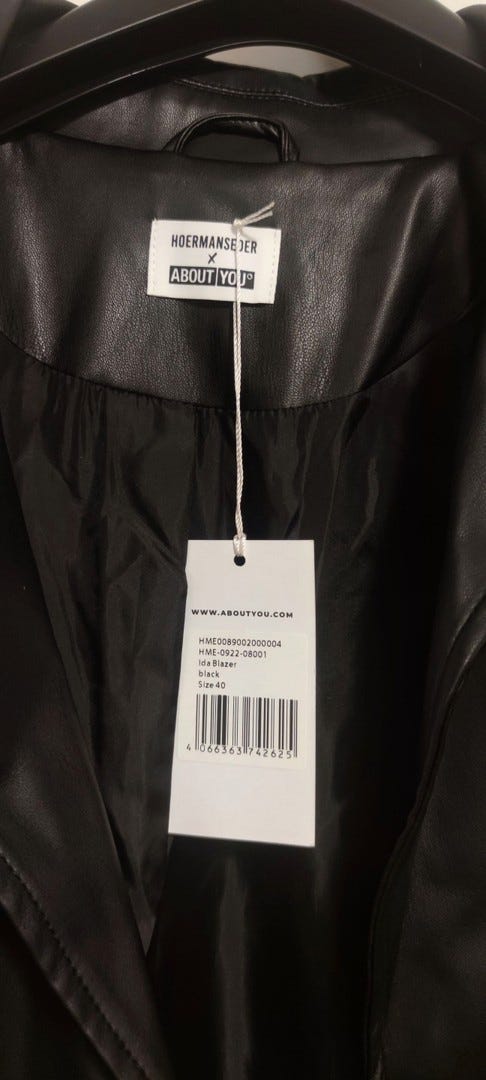 HOERMANSEDER
X
ABOUT YOU
WWW.ABOUTYOU.COM
HME0089002000004
HME-0922-08001
Ida Blazer
black
Size 40
4 066363 742625